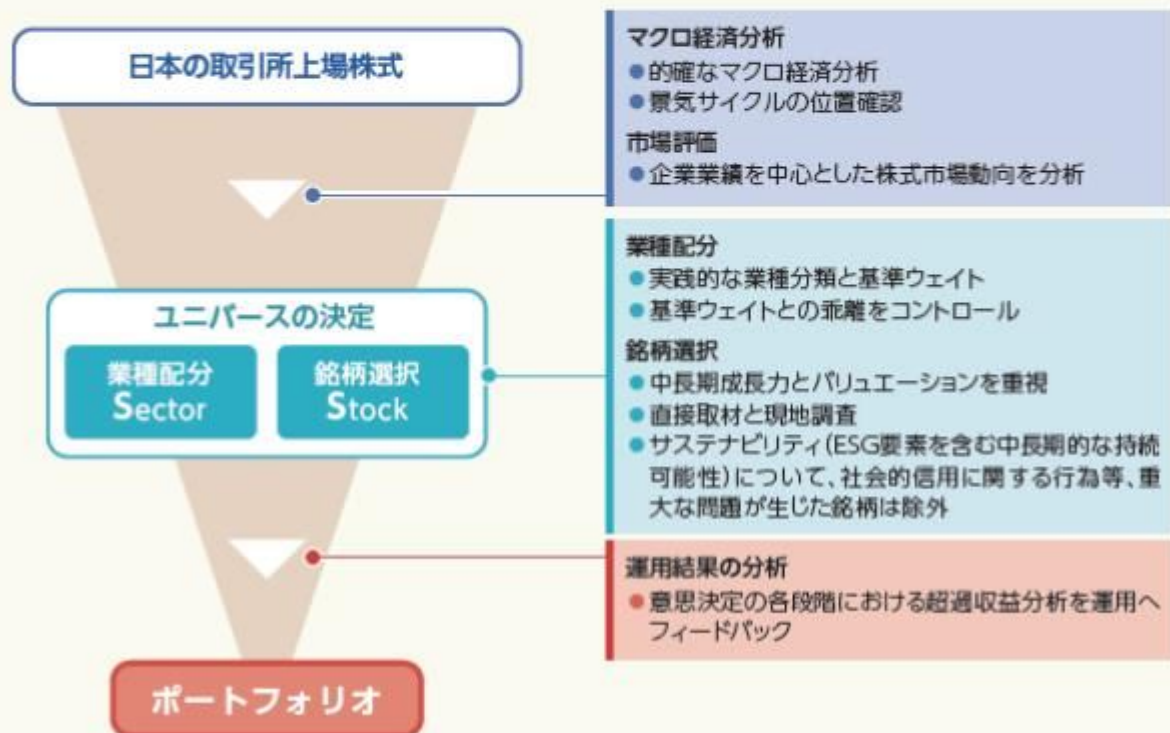 日本の取引所上場株式
マクロ経済分析
●的確なマクロ経済分析
●景気サイクルの位置確認
市場評価
●企業業績を中心とした株式市場動向を分析
ユニバースの決定
業種配分
Sector
銘柄選択
Stock
業種配分
●実践的な業種分類と基準ウェイト
●基準ウェイトとの乖離をコントロール
銘柄選択
●中長期成長力とバリュエーションを重視
●直接取材と現地調査
●サステナビリティ(ESG要素を含む中長期的な持続
可能性)について、社会的信用に関する行為等、重
大な問題が生じた銘柄は除外
運用結果の分析
●意思決定の各段階における超過収益分析を運用へ
フィードバック
ポートフォリオ